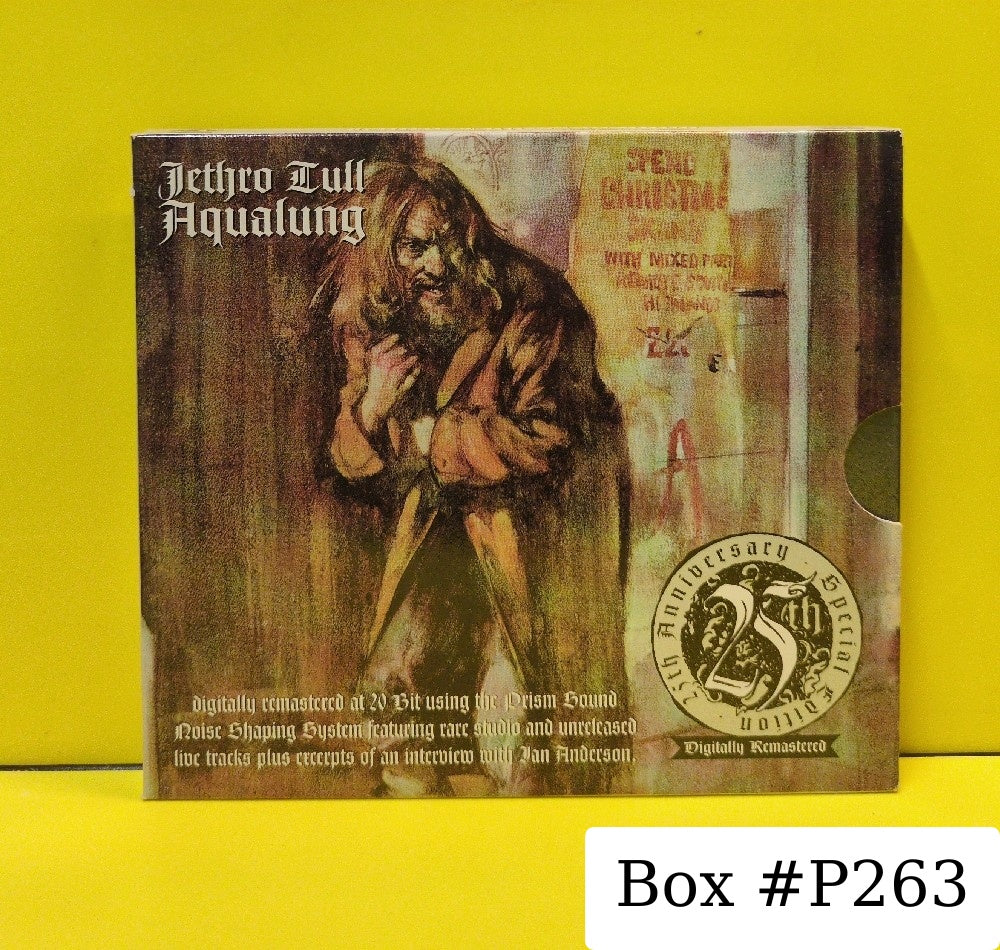 Jethro Tull
Aqualung
SPEND
CHRISTMA
WITH MIXED
A
25th Anniversary Special Edition
25th
Digitally Remastered
digitally remastered at 20 Bit using the Prism Sound
Noise Shaping System featuring rare studio and unreleased
live tracks plus excerpts of an interview with Ian Anderson.
Box #P263